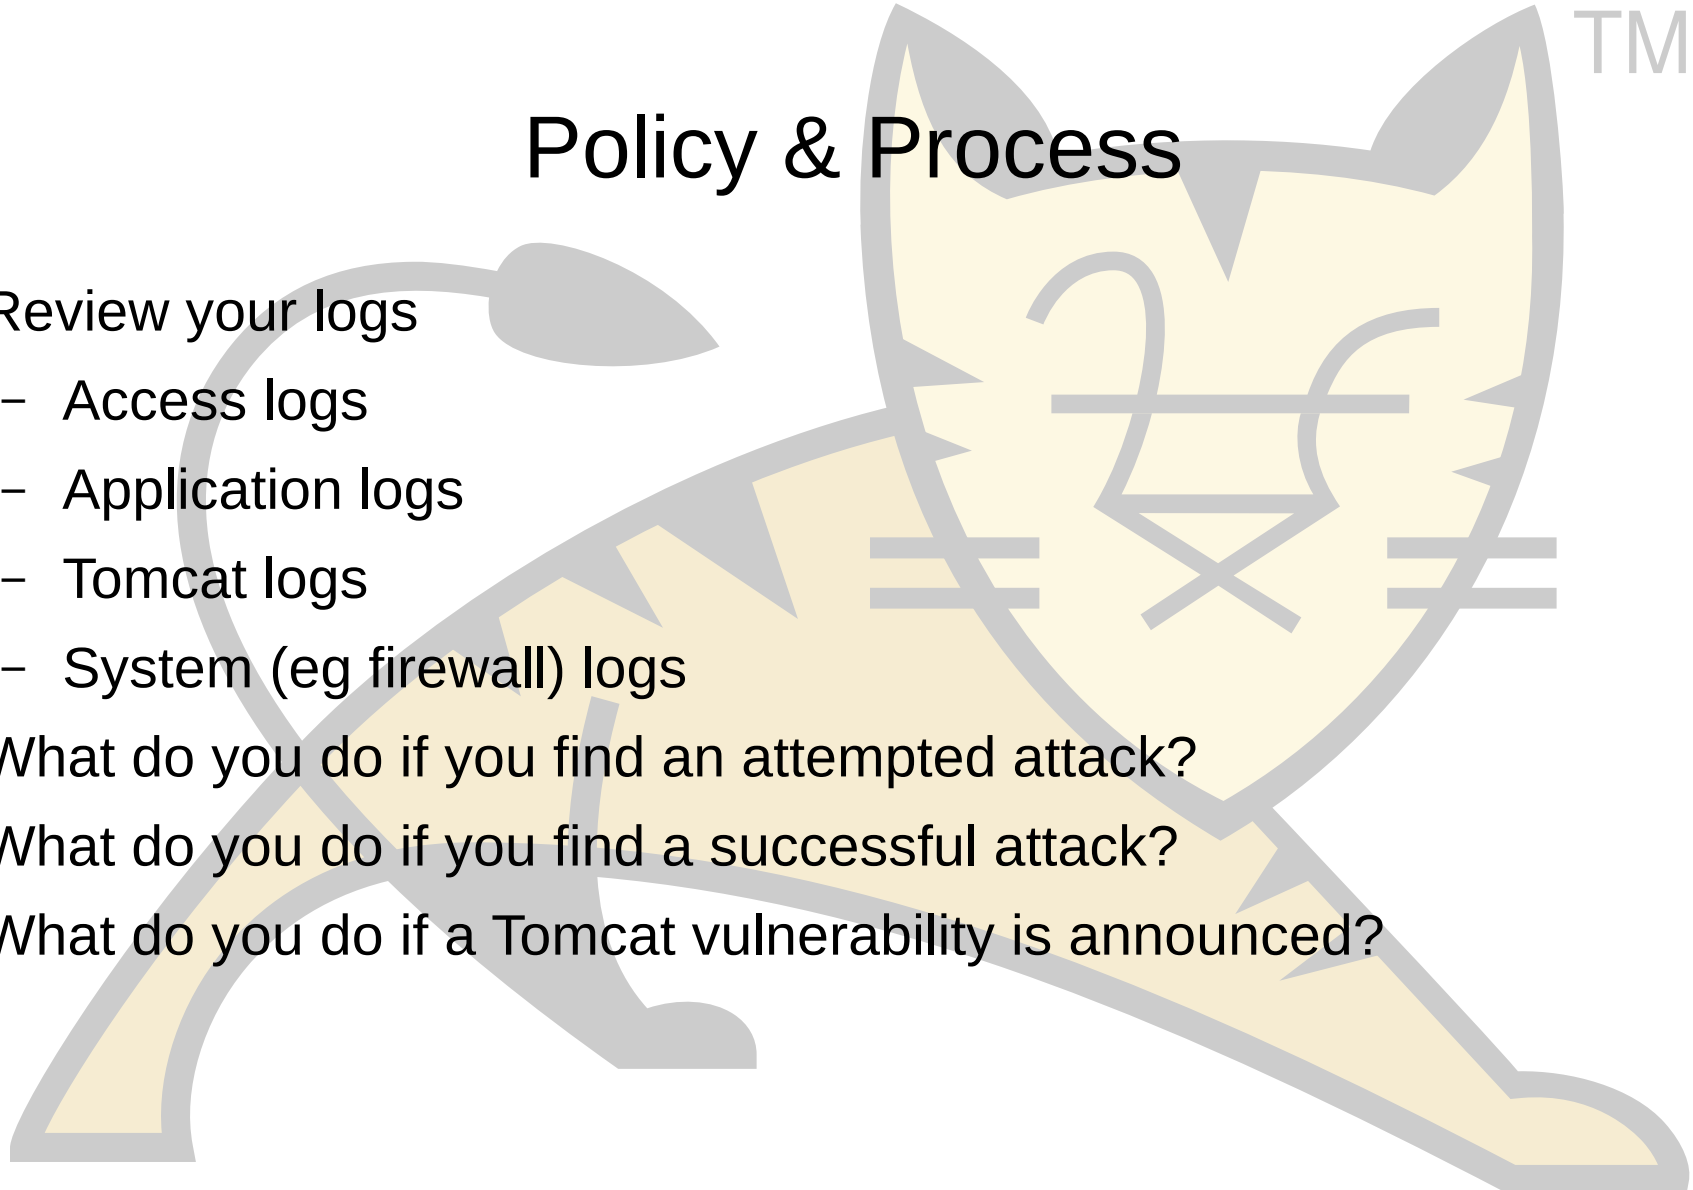 TM
Policy & Process
Review your logs
– Access logs
– Application logs
– Tomcat logs
– System (eg firewall) logs
What do you do if you find an attempted attack?
What do you do if you find a successful attack?
What do you do if a Tomcat vulnerability is announced?